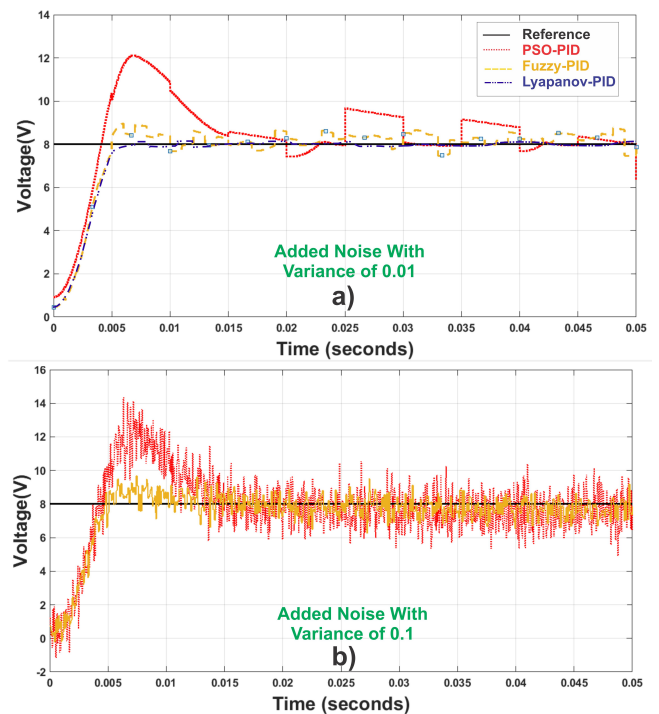 14
12
10
8
6
4
2
0
Voltage(V)
Reference
PSO-PID
Fuzzy-PID
Lyapanov-PID
Added Noise With
Variance of 0.01
a)
0 0.005 0.01 0.015 0.02 0.025 0.03 0.035 0.04 0.045 0.05
Time (seconds)
16
14
12
10
8
6
4
2
0
-2
Voltage(V)
Added Noise With
Variance of 0.1
b)
0 0.005 0.01 0.015 0.02 0.025 0.03 0.035 0.04 0.045 0.05
Time (seconds)